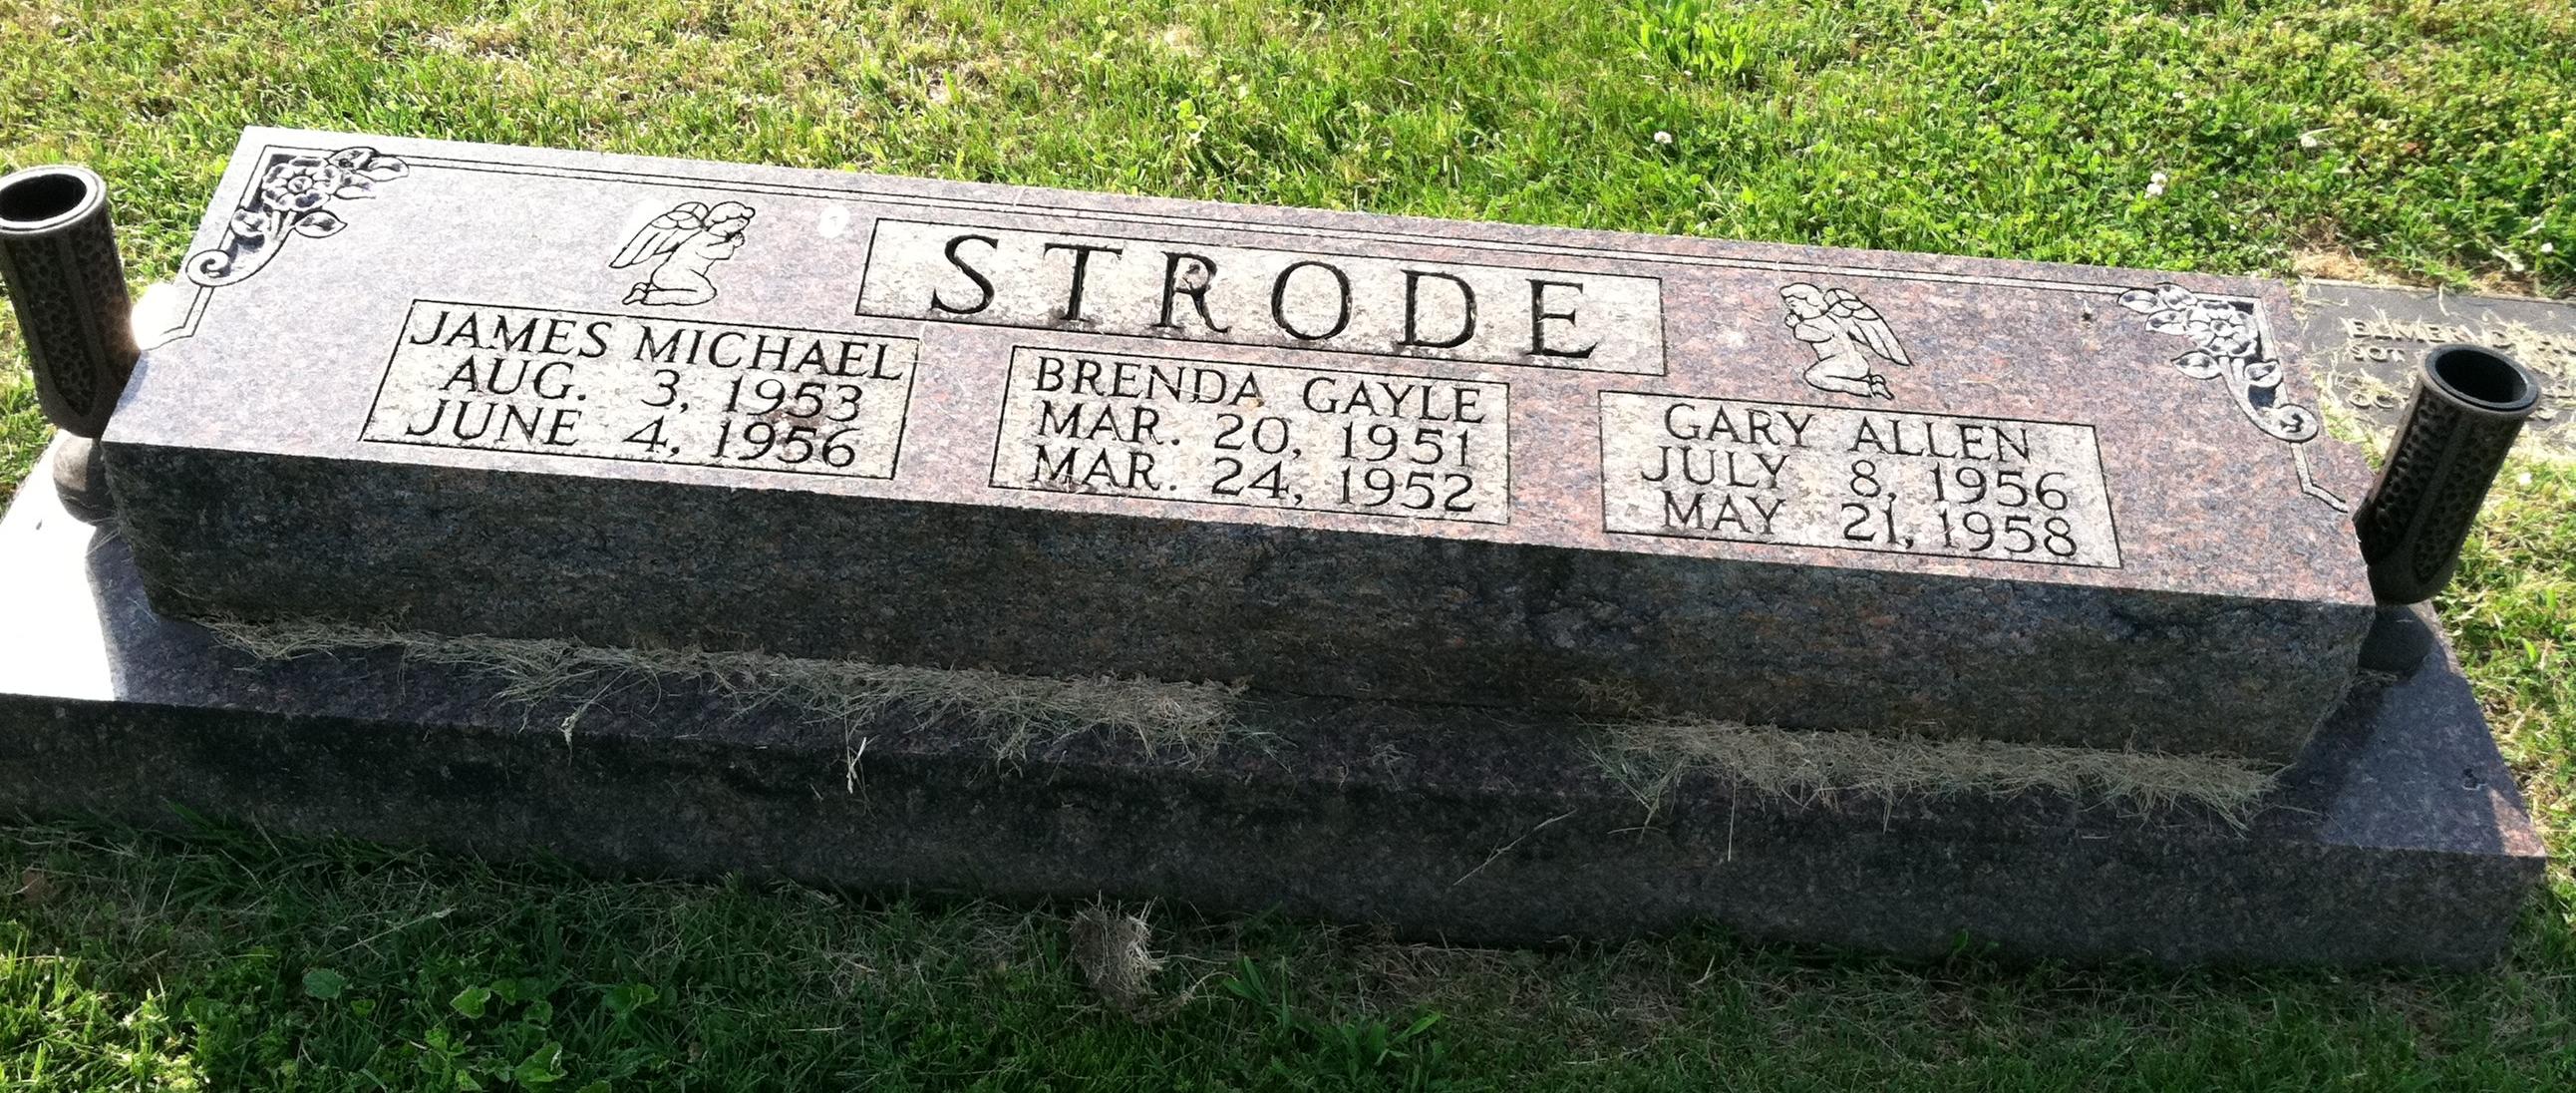 STRODE
JAMES MICHAEL
AUG. 3, 1953
JUNE 4, 1956
BRENDA GAYLE
MAR. 20, 1951
MAR. 24, 1952
GARY ALLEN
JULY 8, 1956
MAY 21, 1958